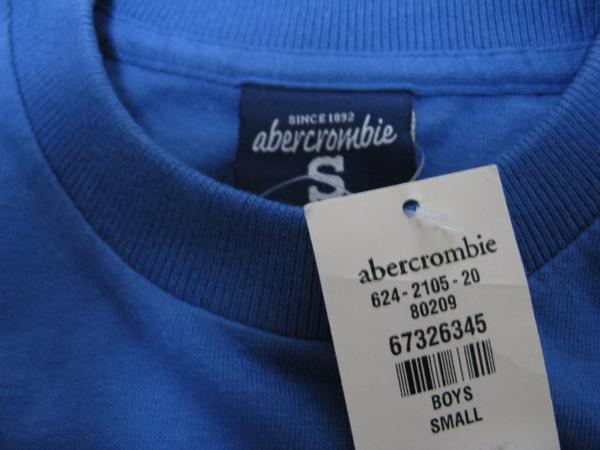 SINCE 1892
abercrombie
S
abercrombie
624-2105-20
80209
67326345
BOYS
SMALL